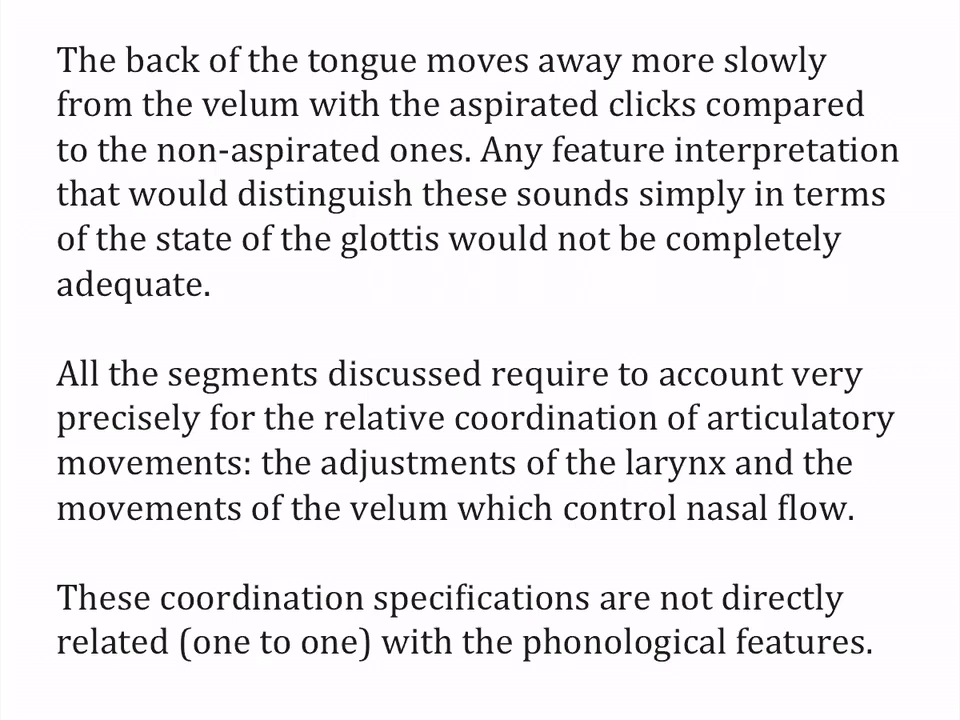 The back of the tongue moves away more slowly
from the velum with the aspirated clicks compared
to the non-aspirated ones. Any feature interpretation
that would distinguish these sounds simply in terms
of the state of the glottis would not be completely
adequate.
All the segments discussed require to account very
precisely for the relative coordination of articulatory
movements: the adjustments of the larynx and the
movements of the velum which control nasal flow.
These coordination specifications are not directly
related (one to one) with the phonological features.